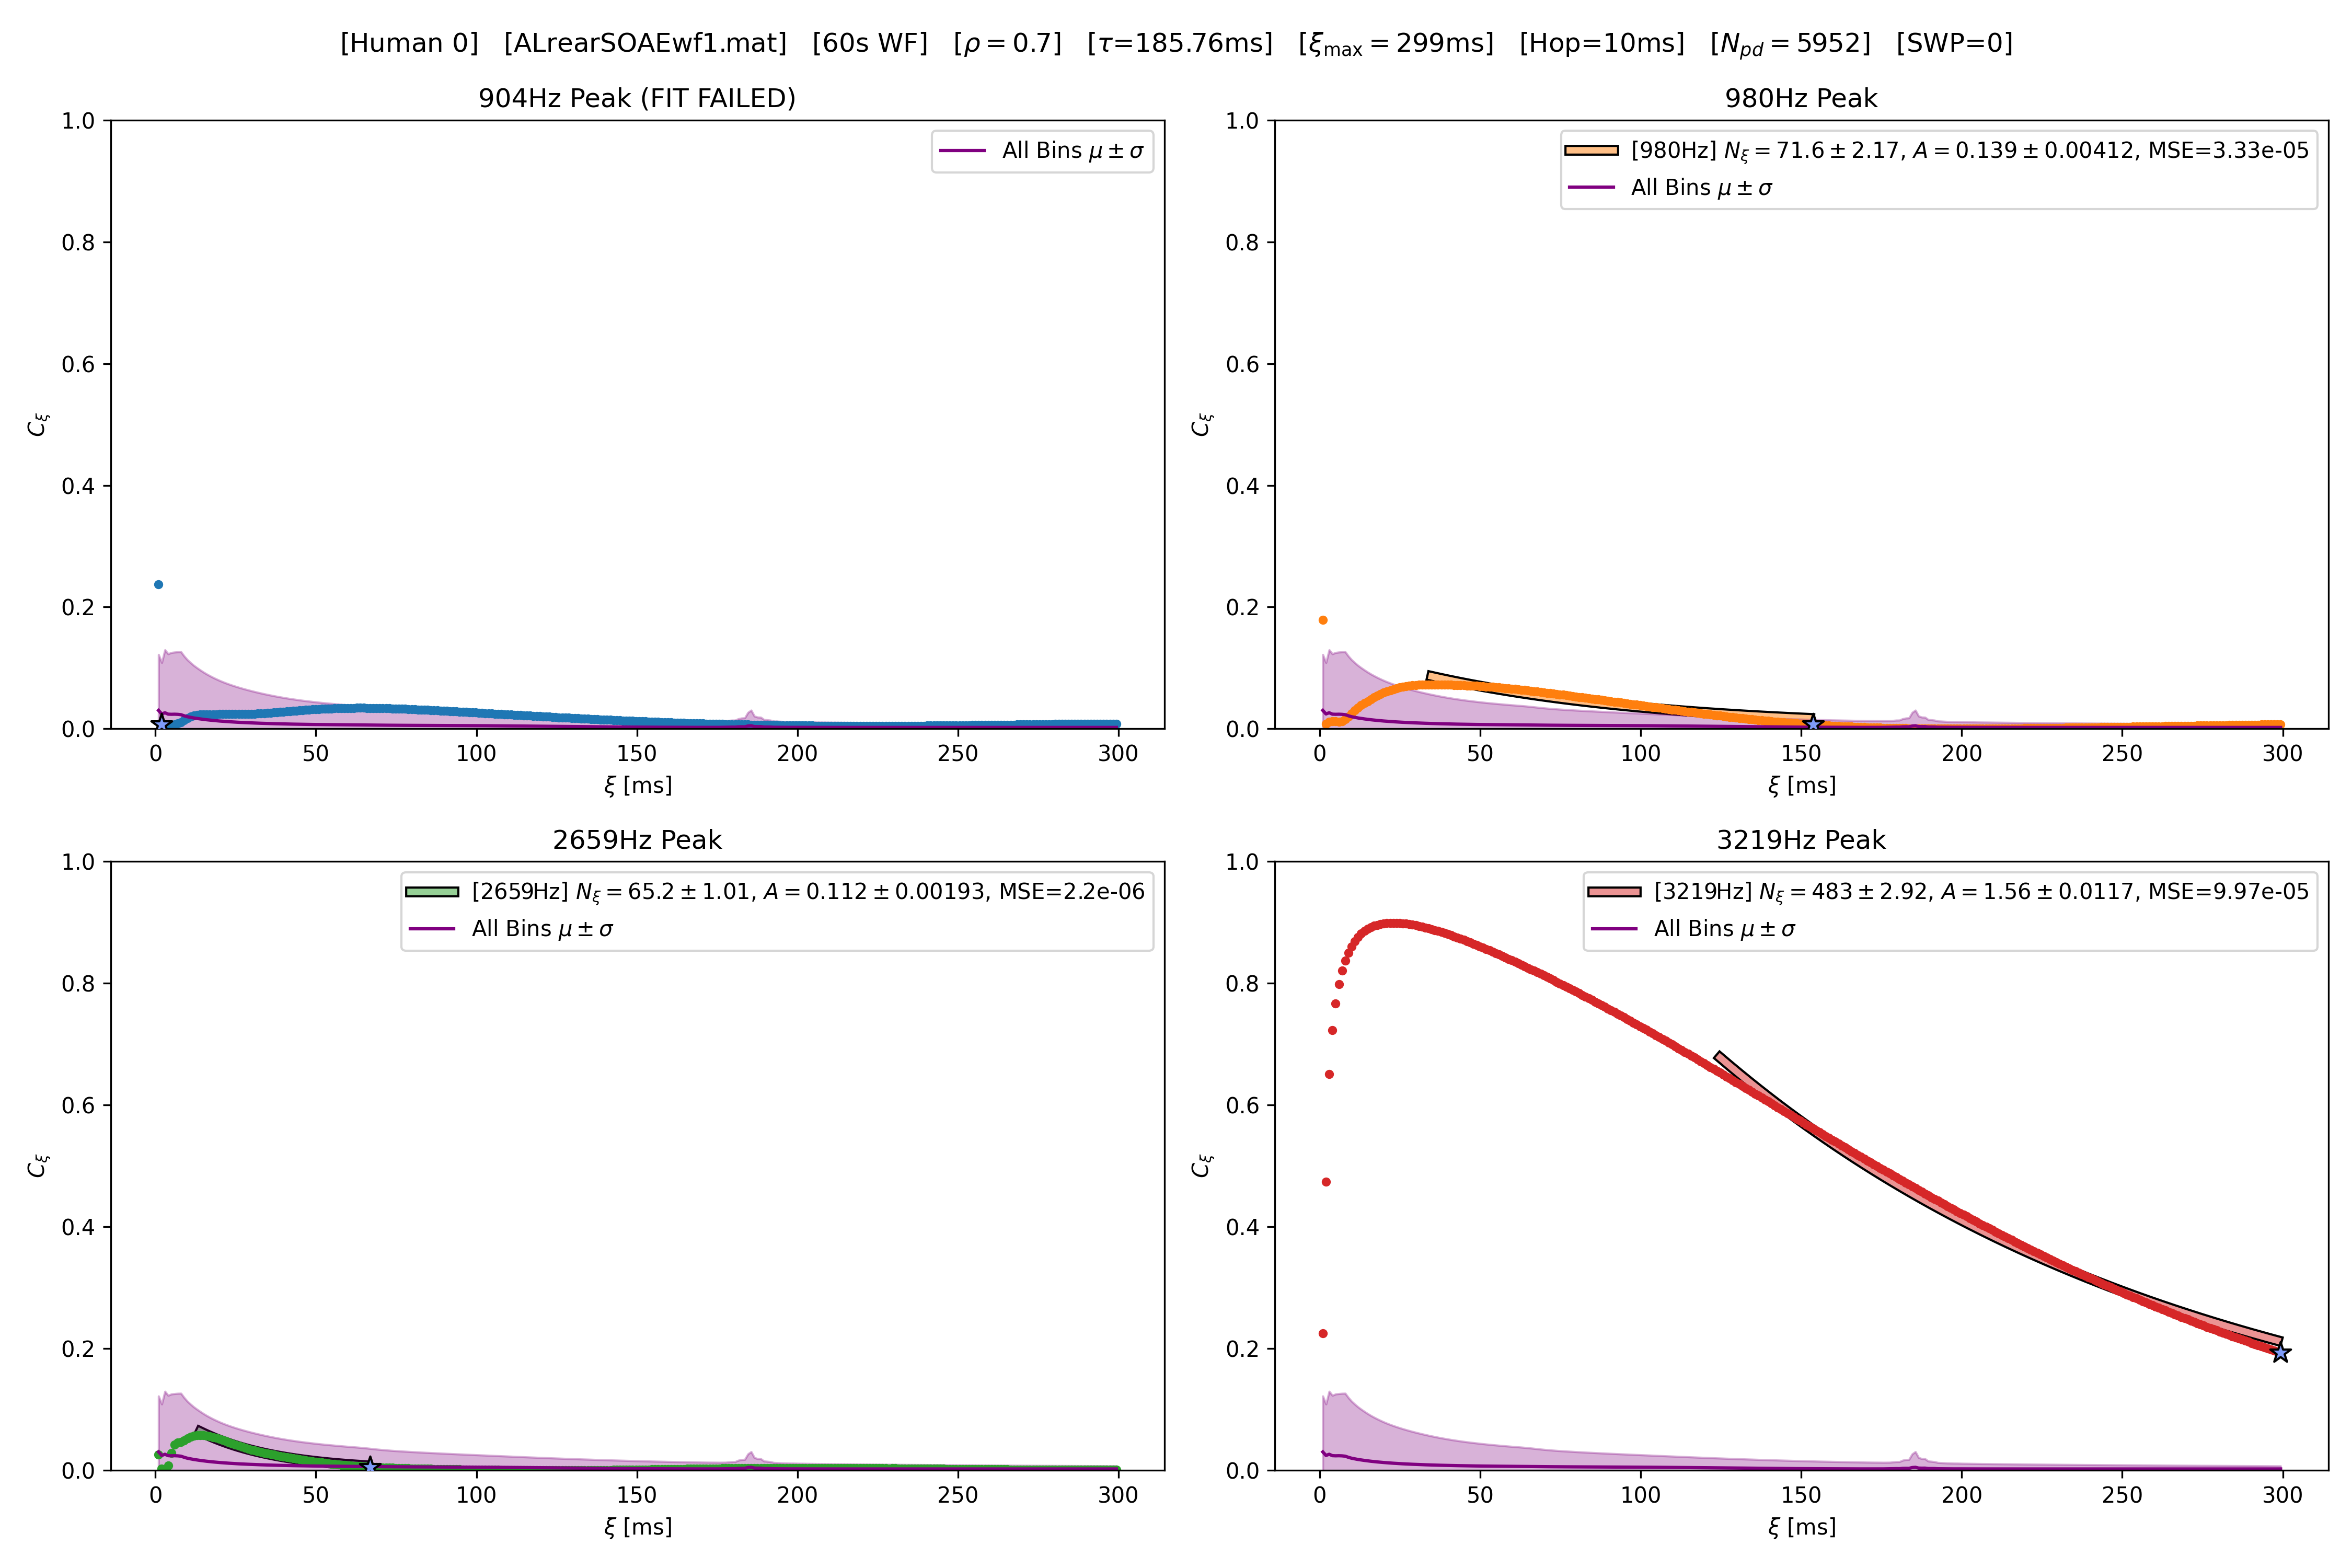 [Human 0] [ALrearSOAEwf1.mat] [60s WF] [ρ = 0.7] [τ=185.76ms] [ξmax = 299ms] [Hop=10ms] [Npd = 5952] [SWP=0]
904Hz Peak (FIT FAILED)
All Bins μ ± σ
1.0
0.8
0.6
0.4
0.2
0.0
Cξ
0 50 100 150 200 250 300
ξ [ms]
980Hz Peak
[980Hz] Nξ = 71.6 ± 2.17, A = 0.139 ± 0.00412, MSE=3.33e-05
All Bins μ ± σ
1.0
0.8
0.6
0.4
0.2
0.0
Cξ
0 50 100 150 200 250 300
ξ [ms]
2659Hz Peak
[2659Hz] Nξ = 65.2 ± 1.01, A = 0.112 ± 0.00193, MSE=2.2e-06
All Bins μ ± σ
1.0
0.8
0.6
0.4
0.2
0.0
Cξ
0 50 100 150 200 250 300
ξ [ms]
3219Hz Peak
[3219Hz] Nξ = 483 ± 2.92, A = 1.56 ± 0.0117, MSE=9.97e-05
All Bins μ ± σ
1.0
0.8
0.6
0.4
0.2
0.0
Cξ
0 50 100 150 200 250 300
ξ [ms]